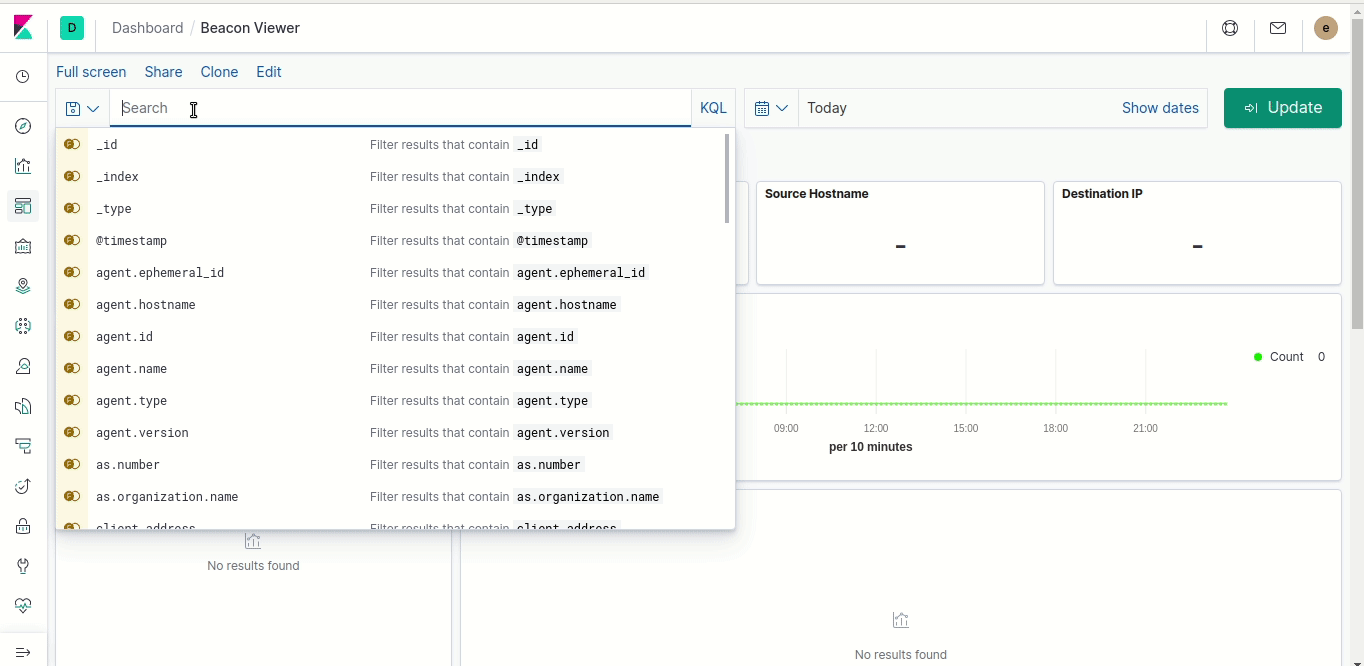 D Dashboard / Beacon Viewer e
Full screen Share Clone Edit
Search KQL Today Show dates Update
_id Filter results that contain _id
_index Filter results that contain _index
_type Filter results that contain _type
@timestamp Filter results that contain @timestamp
agent.ephemeral_id Filter results that contain agent.ephemeral_id
agent.hostname Filter results that contain agent.hostname
agent.id Filter results that contain agent.id
agent.name Filter results that contain agent.name
agent.type Filter results that contain agent.type
agent.version Filter results that contain agent.version
as.number Filter results that contain as.number
as.organization.name Filter results that contain as.organization.name
client.address Filter results that contain client.address
Source Hostname
-
Destination IP
-
Count 0
09:00 12:00 15:00 18:00 21:00
per 10 minutes
No results found
No results found